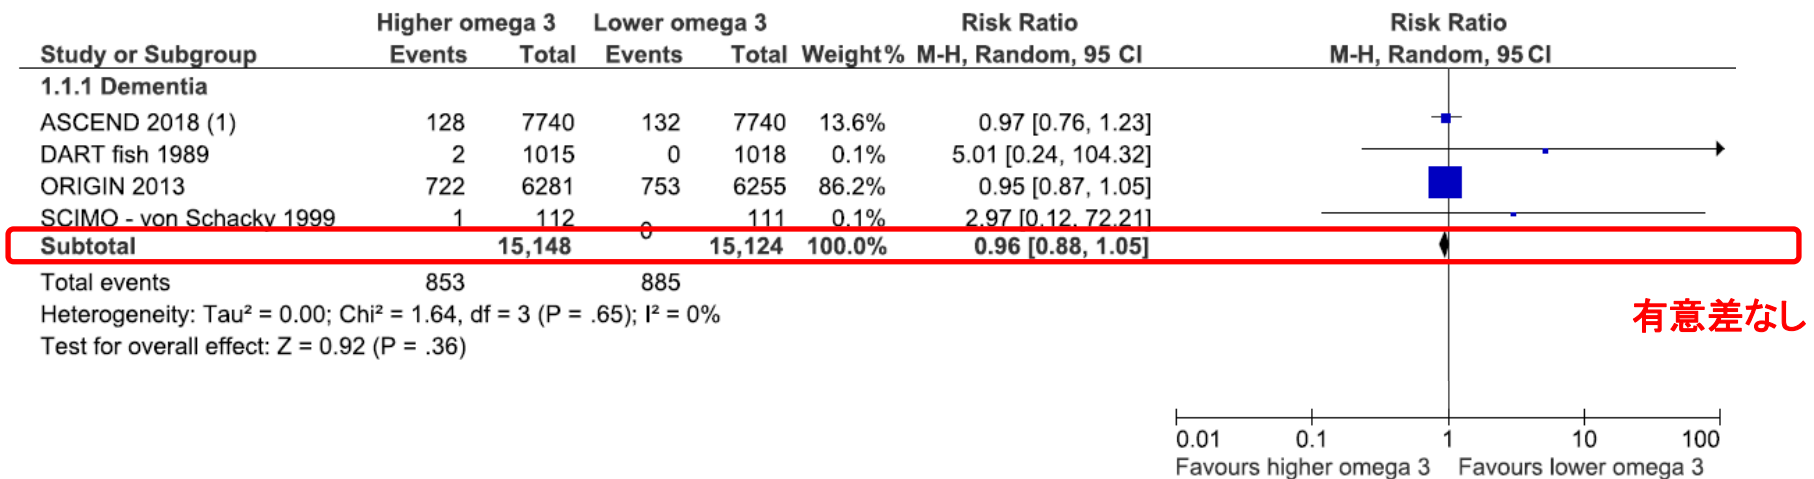 Higher omega 3 Lower omega 3 Risk Ratio Risk Ratio
Study or Subgroup Events Total Events Total Weight% M-H, Random, 95 CI M-H, Random, 95 CI
1.1.1 Dementia
ASCEND 2018 (1) 128 7740 132 7740 13.6% 0.97 [0.76, 1.23]
DART fish 1989 2 1015 0 1018 0.1% 5.01 [0.24, 104.32]
ORIGIN 2013 722 6281 753 6255 86.2% 0.95 [0.87, 1.05]
SCIMO - von Schacky 1999 1 112 0 111 0.1% 2.97 [0.12, 72.21]
Subtotal 15,148 15,124 100.0% 0.96 [0.88, 1.05]
Total events 853 885
Heterogeneity: Tau² = 0.00; Chi² = 1.64, df = 3 (P = .65); I² = 0%
有意差なし
Test for overall effect: Z = 0.92 (P = .36)
0.01 0.1 1 10 100
Favours higher omega 3 Favours lower omega 3